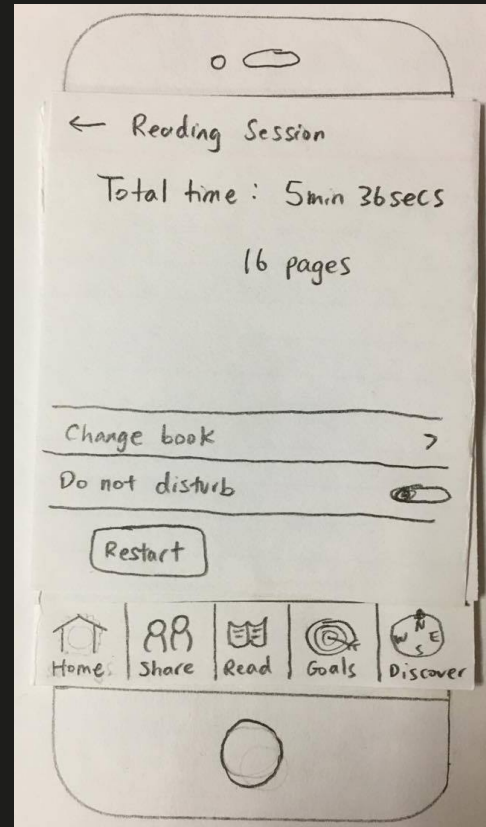 ← Reading Session
Total time : 5min 36secs
16 pages
Change book >
Do not disturb
Restart
N
W E
S
Home Share Read Goals Discover